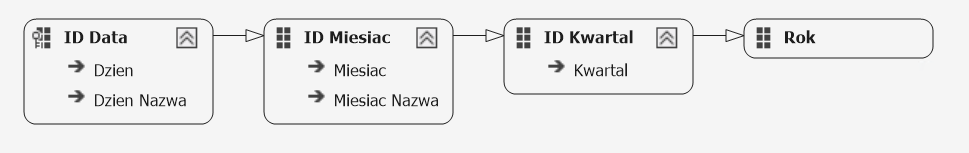 ID Data
Dzien
Dzien Nazwa
ID Miesiac
Miesiac
Miesiac Nazwa
ID Kwartal
Kwartal
Rok